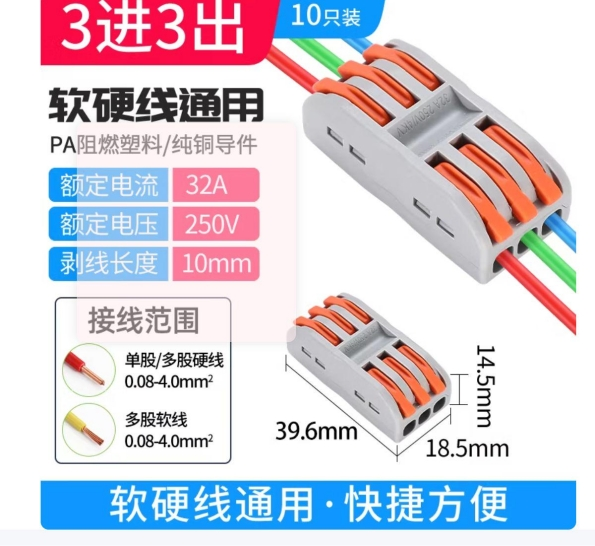 3进3出
10只装
软硬线通用
PA阻燃塑料/纯铜导件
额定电流 32A
额定电压 250V
剥线长度 10mm
接线范围
单股/多股硬线
0.08-4.0mm²
多股软线
0.08-4.0mm²
14.5mm
39.6mm
18.5mm
软硬线通用·快捷方便